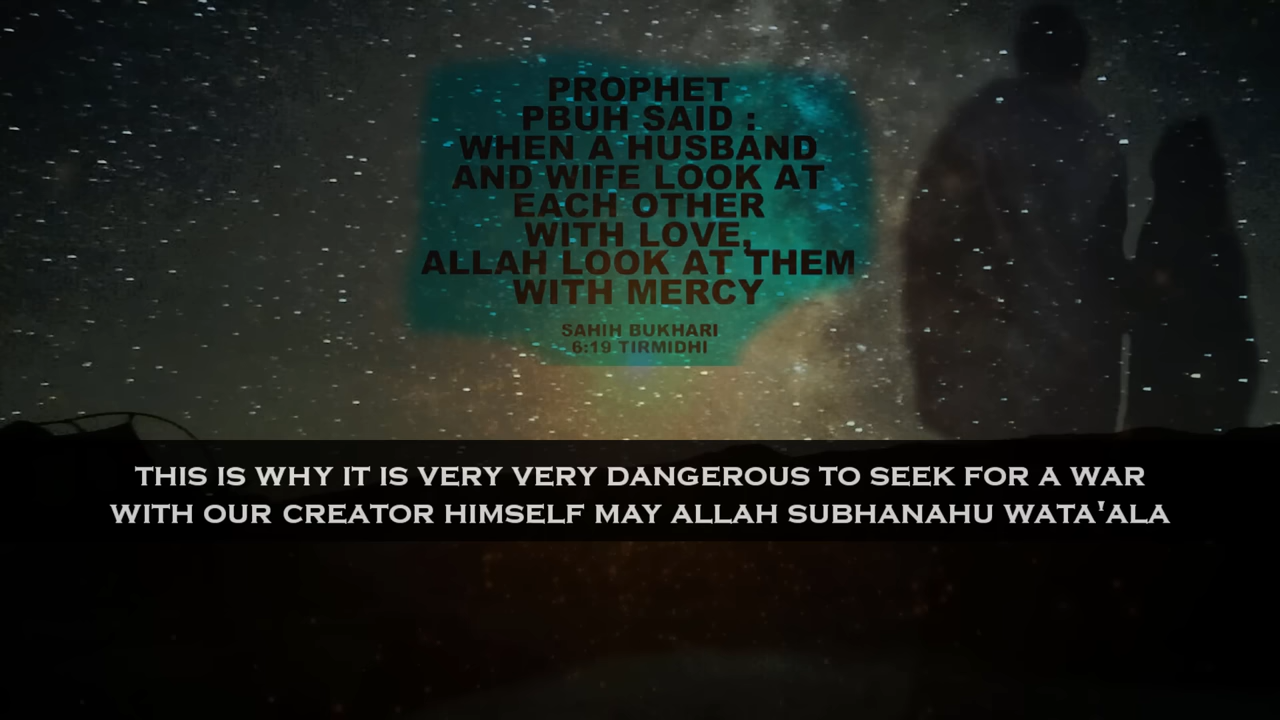 PROPHET
PBUH SAID :
WHEN A HUSBAND
AND WIFE LOOK AT
EACH OTHER
WITH LOVE,
ALLAH LOOK AT THEM
WITH MERCY
SAHIH BUKHARI
6:19 TIRMIDHI
THIS IS WHY IT IS VERY VERY DANGEROUS TO SEEK FOR A WAR
WITH OUR CREATOR HIMSELF MAY ALLAH SUBHANAHU WATA'ALA